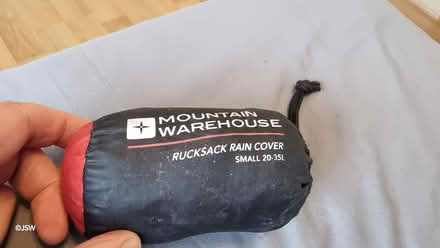 MOUNTAIN
WAREHOUSE
RUCKSACK RAIN COVER
SMALL 20-35L
©JSW